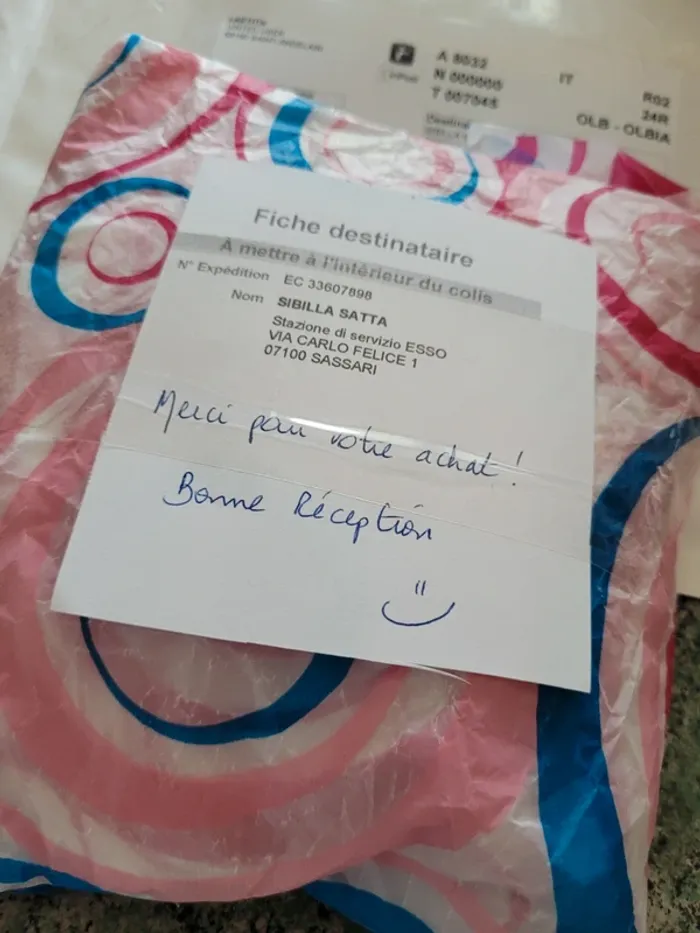 A 8032
IT
R02
N 000000
24R
T 007045
OLB - OLBIA
Fiche destinataire
À mettre à l'intérieur du colis
N° Expédition EC 33607898
Nom SIBILLA SATTA
Stazione di servizio ESSO
VIA CARLO FELICE 1
07100 SASSARI
Merci pour votre achat !
Bonne Réception